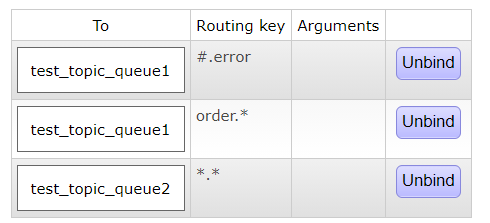 To Routing key Arguments
test_topic_queue1 #.error Unbind
test_topic_queue1 order.* Unbind
test_topic_queue2 *.* Unbind